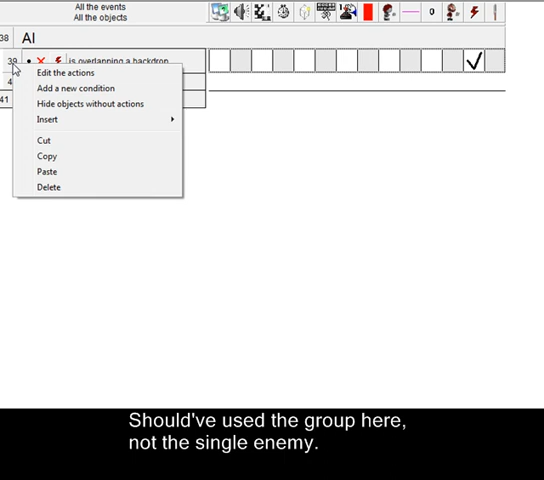 All the events
All the objects
38 AI
39 is overlapping a backdrop
4
41
Edit the actions
Add a new condition
Hide objects without actions
Insert
Cut
Copy
Paste
Delete
0
Should've used the group here,
not the single enemy.